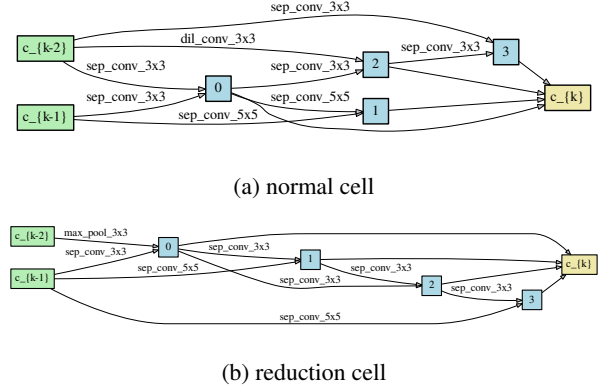 sep_conv_3x3
c_{k-2}
dil_conv_3x3
sep_conv_3x3
3
2
sep_conv_3x3
sep_conv_3x3
0
c_{k}
sep_conv_3x3
sep_conv_5x5
1
c_{k-1}
sep_conv_5x5
(a) normal cell
c_{k-2}
max_pool_3x3
0
sep_conv_3x3
sep_conv_3x3
1
c_{k}
c_{k-1}
sep_conv_5x5
sep_conv_3x3
sep_conv_3x3
2
sep_conv_3x3
3
sep_conv_5x5
(b) reduction cell